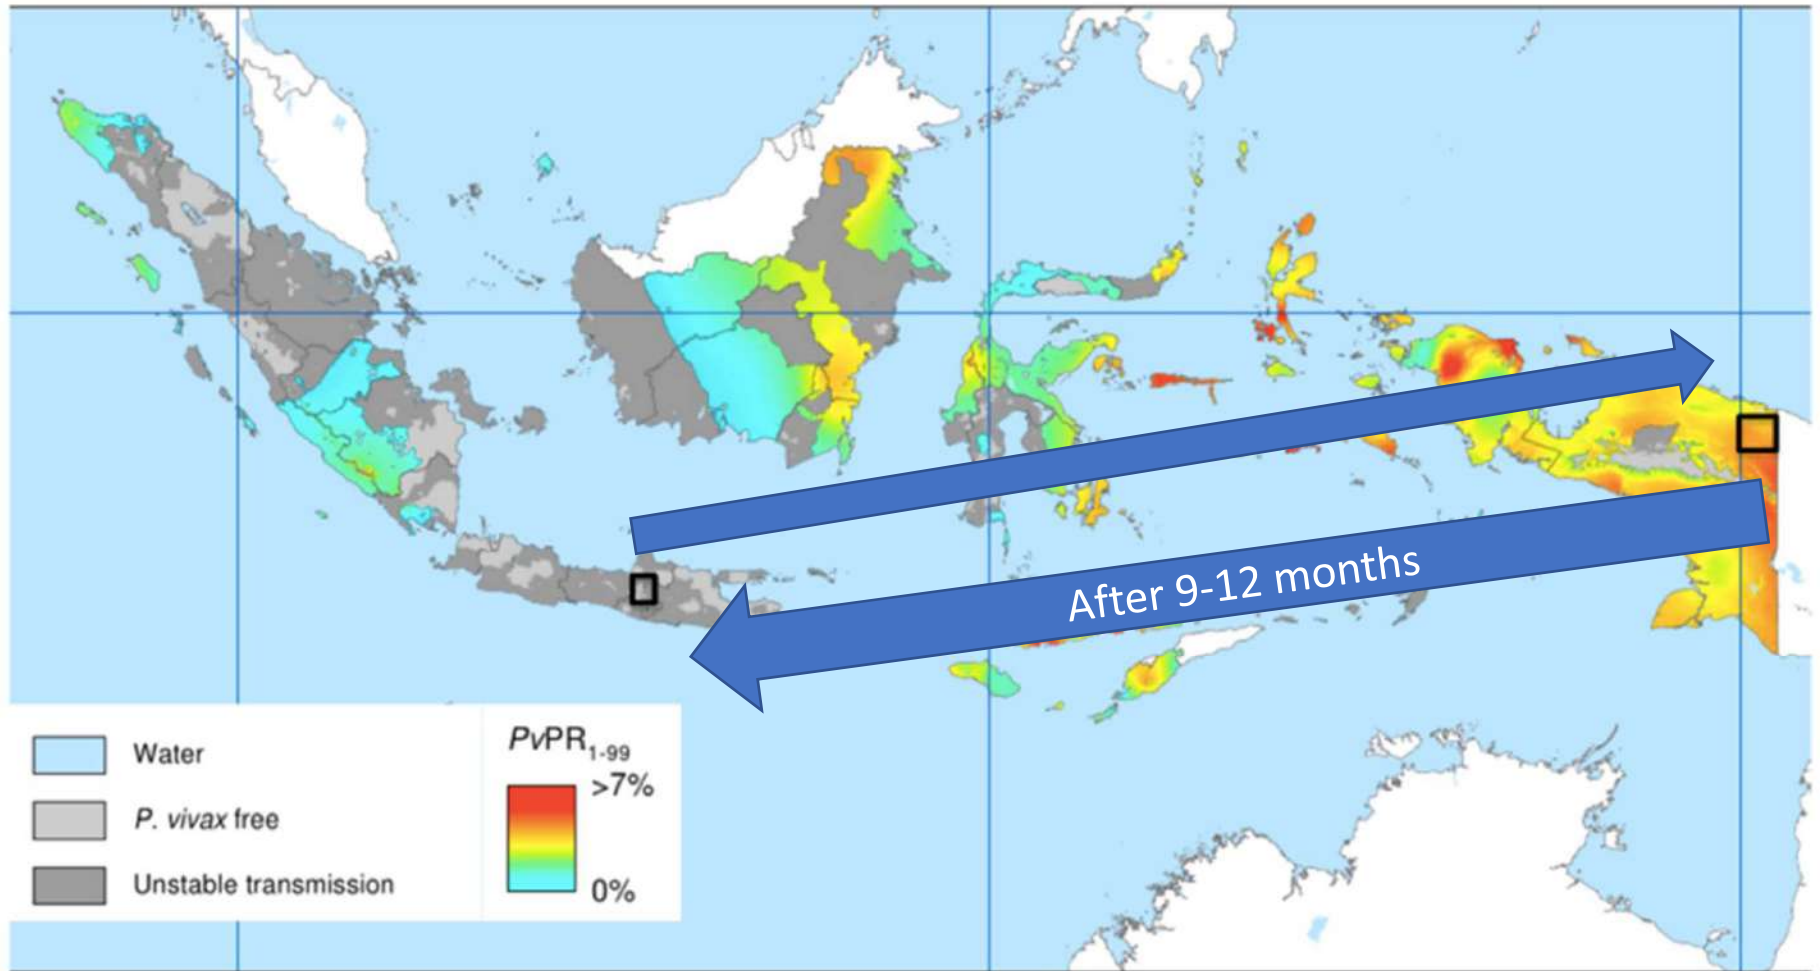 After 9-12 months
Water
P. vivax free
Unstable transmission
PvPR1-99
>7%
0%